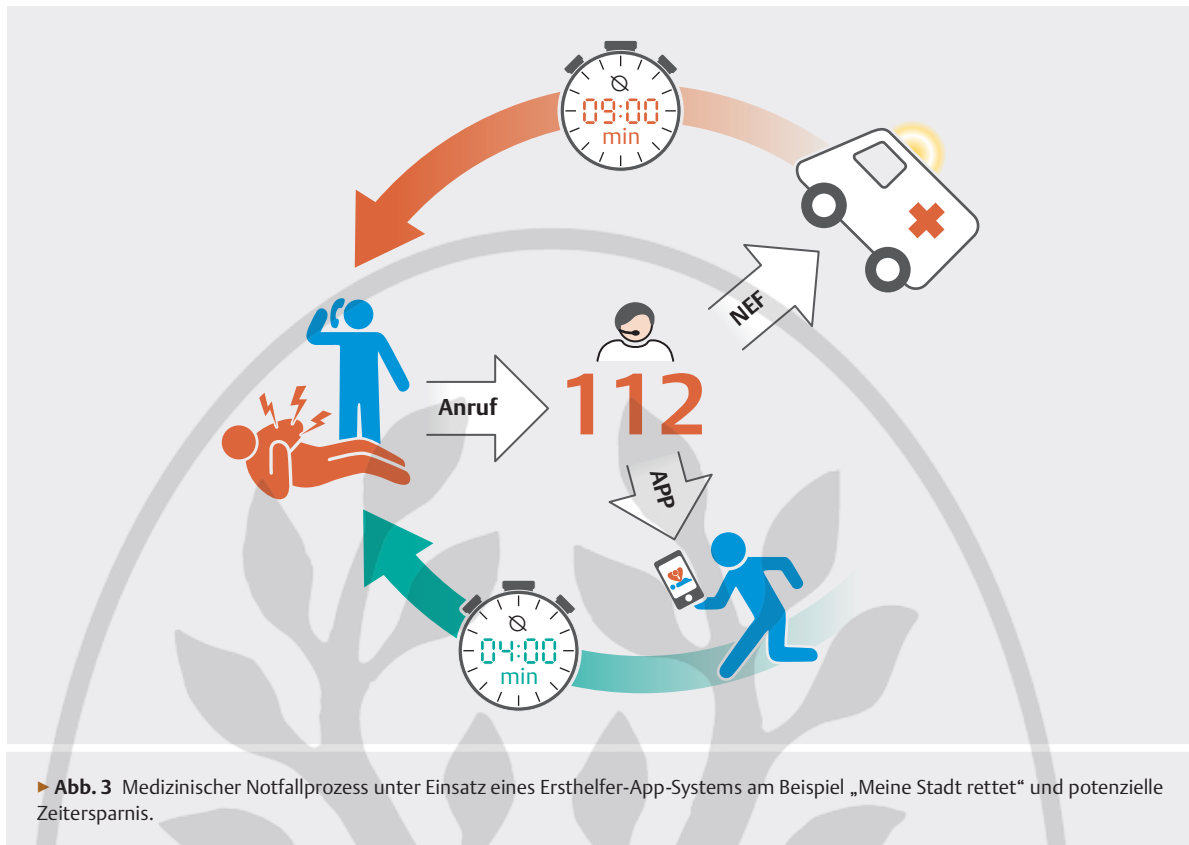 09:00
min
NEF
Anruf
112
APP
04:00
min
▶ Abb. 3 Medizinischer Notfallprozess unter Einsatz eines Ersthelfer-App-Systems am Beispiel „Meine Stadt rettet“ und potenzielle
Zeitersparnis.